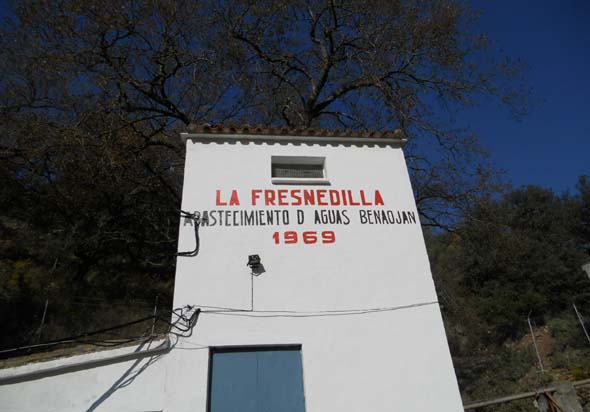 LA FRESNEDILLA
ABASTECIMIENTO D AGUAS BENAOJAN
1969